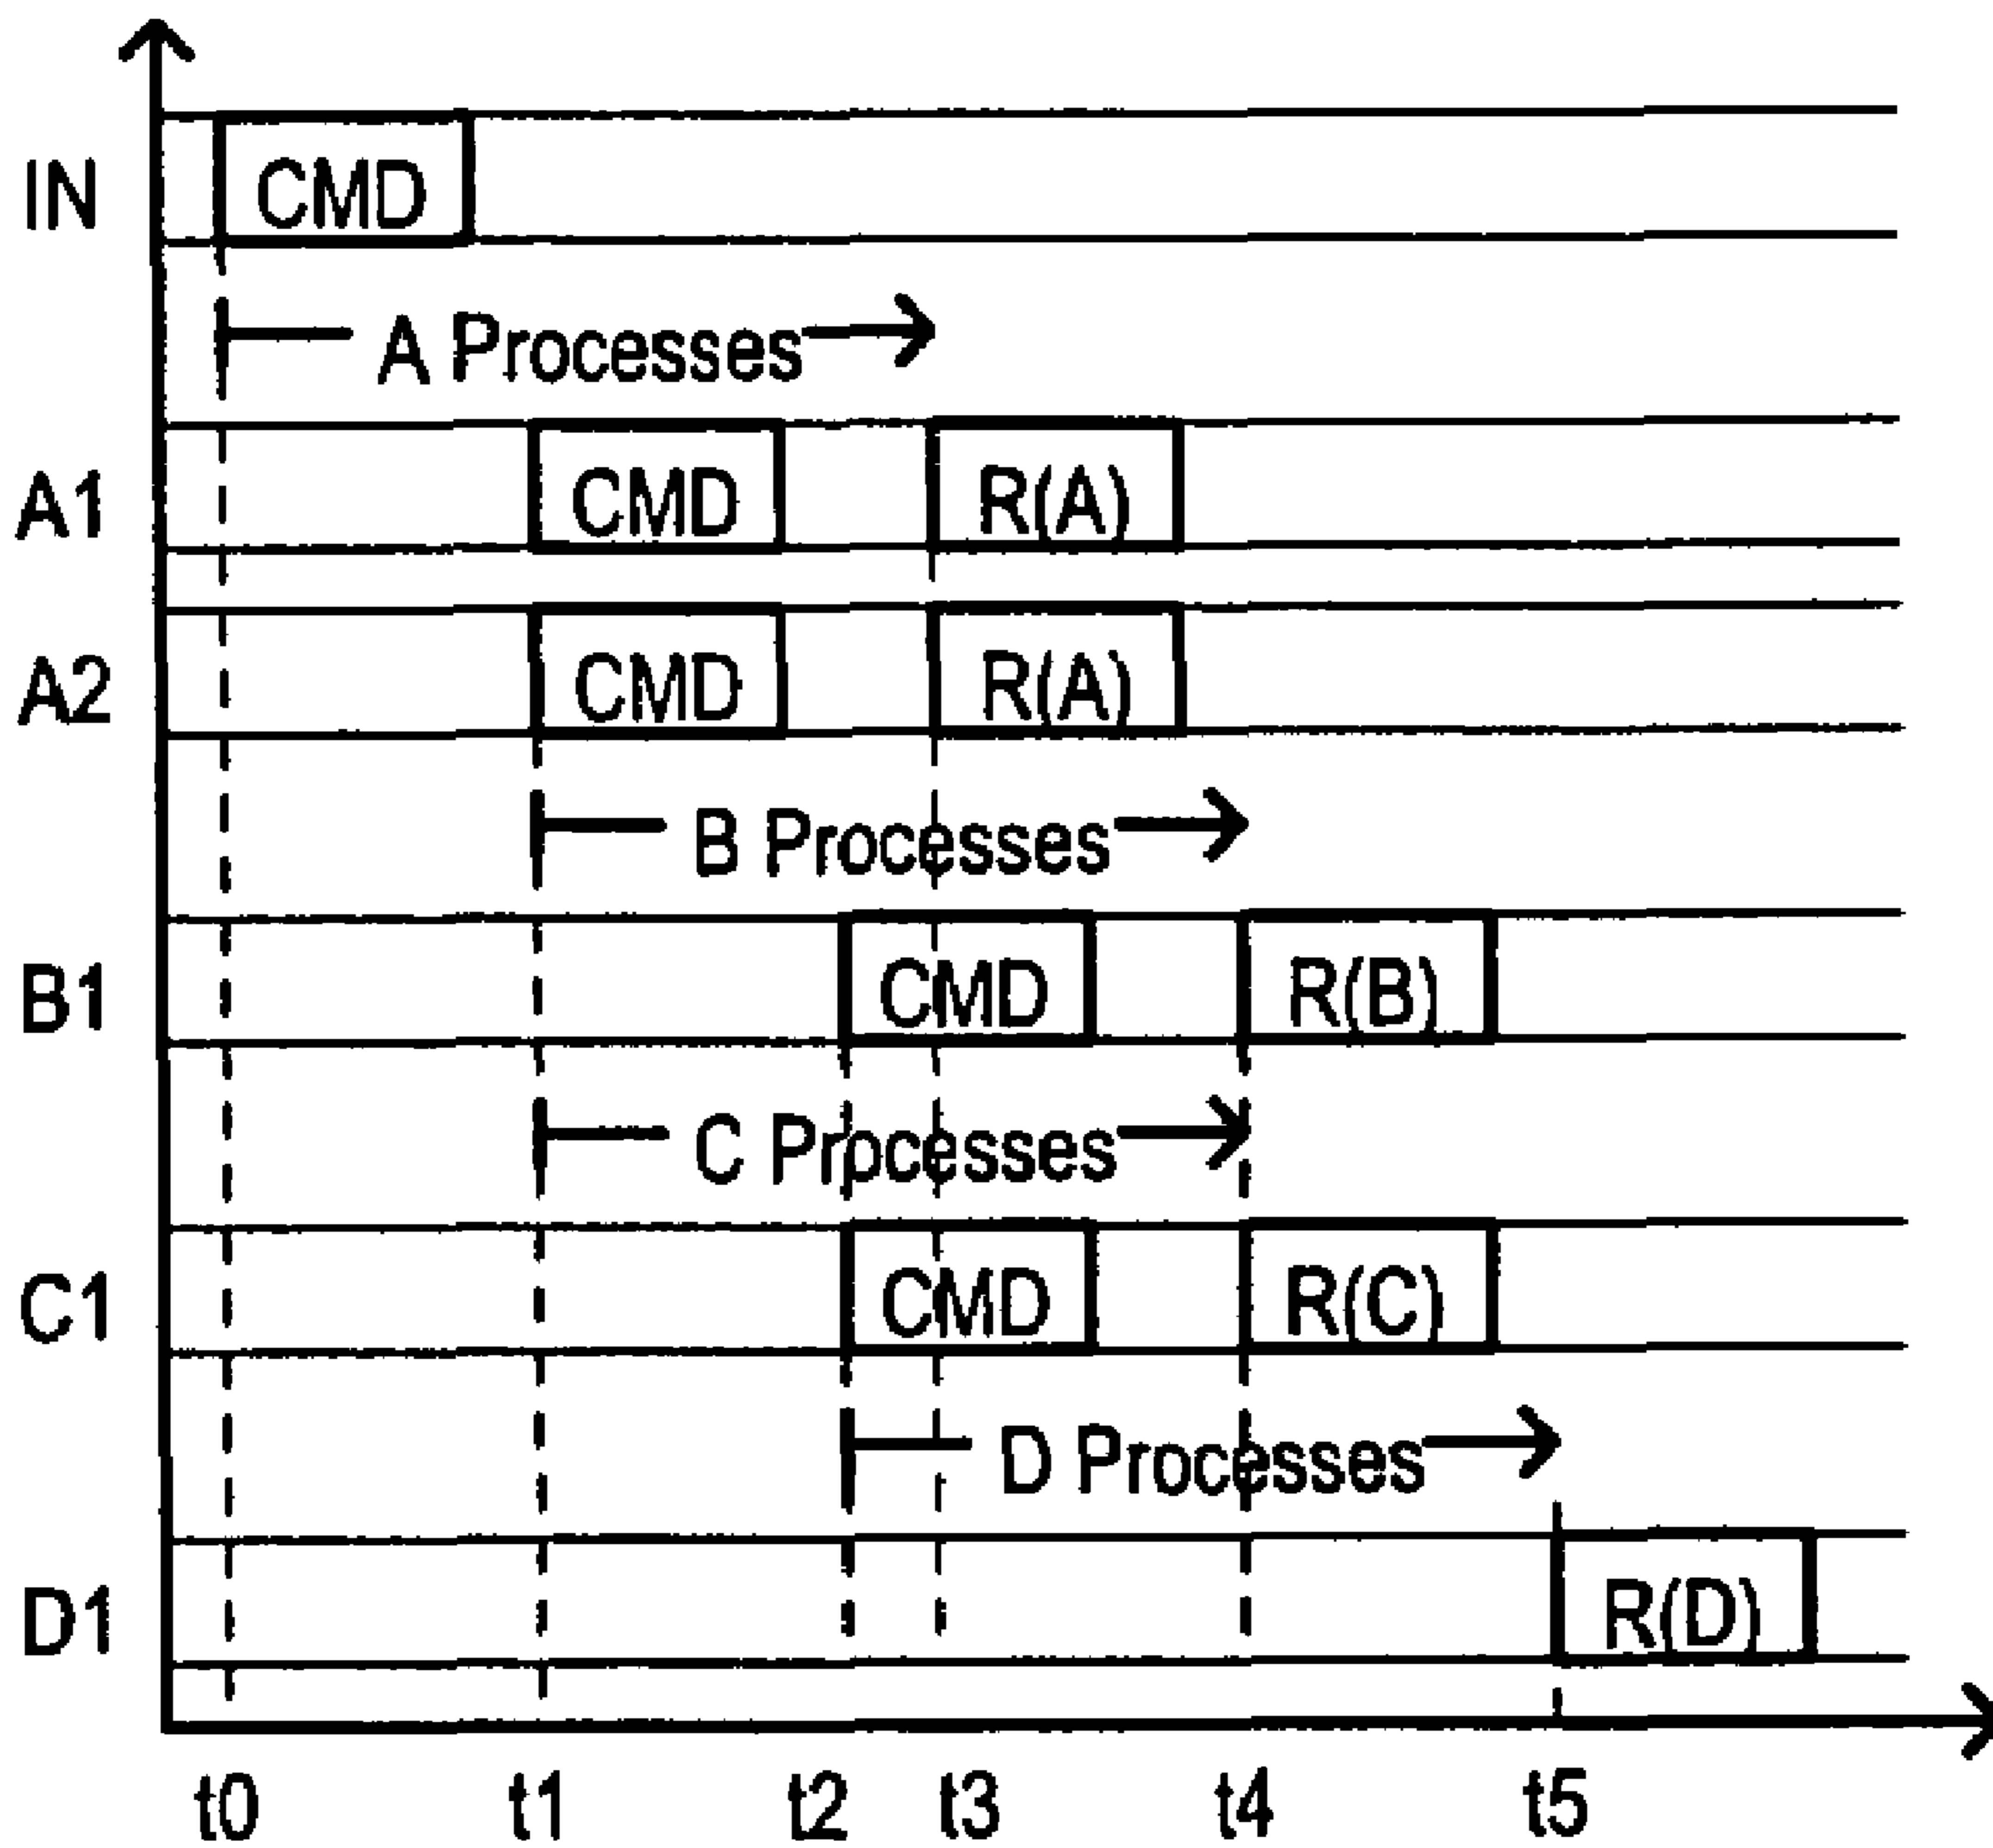 IN CMD
A Processes
A1 CMD R(A)
A2 CMD R(A)
B Processes
B1 CMD R(B)
C Processes
C1 CMD R(C)
D Processes
D1 R(D)
t0 t1 t2 t3 t4 t5